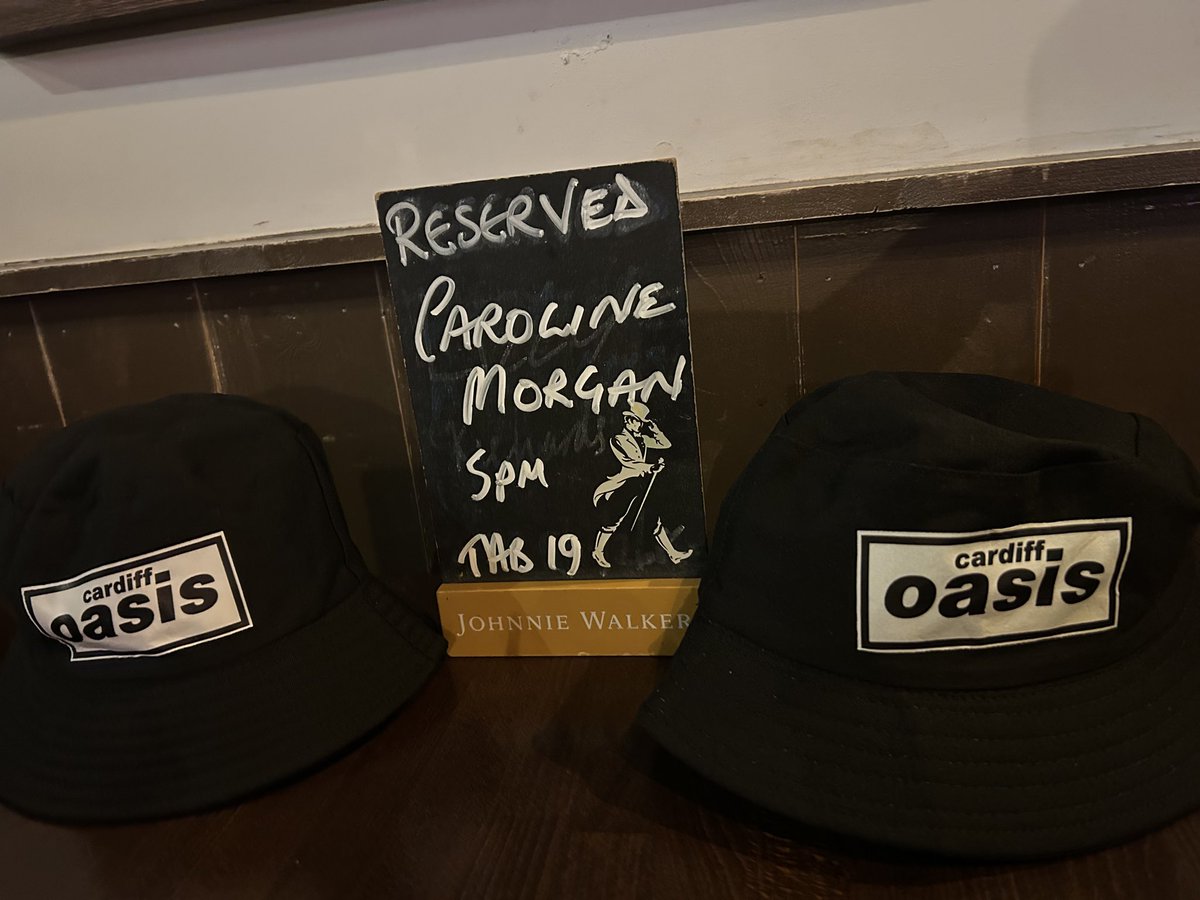 RESERVED
CAROLINE
MORGAN
5PM
TAB 19
JOHNNIE WALKER
cardiff
oasis
cardiff
oasis